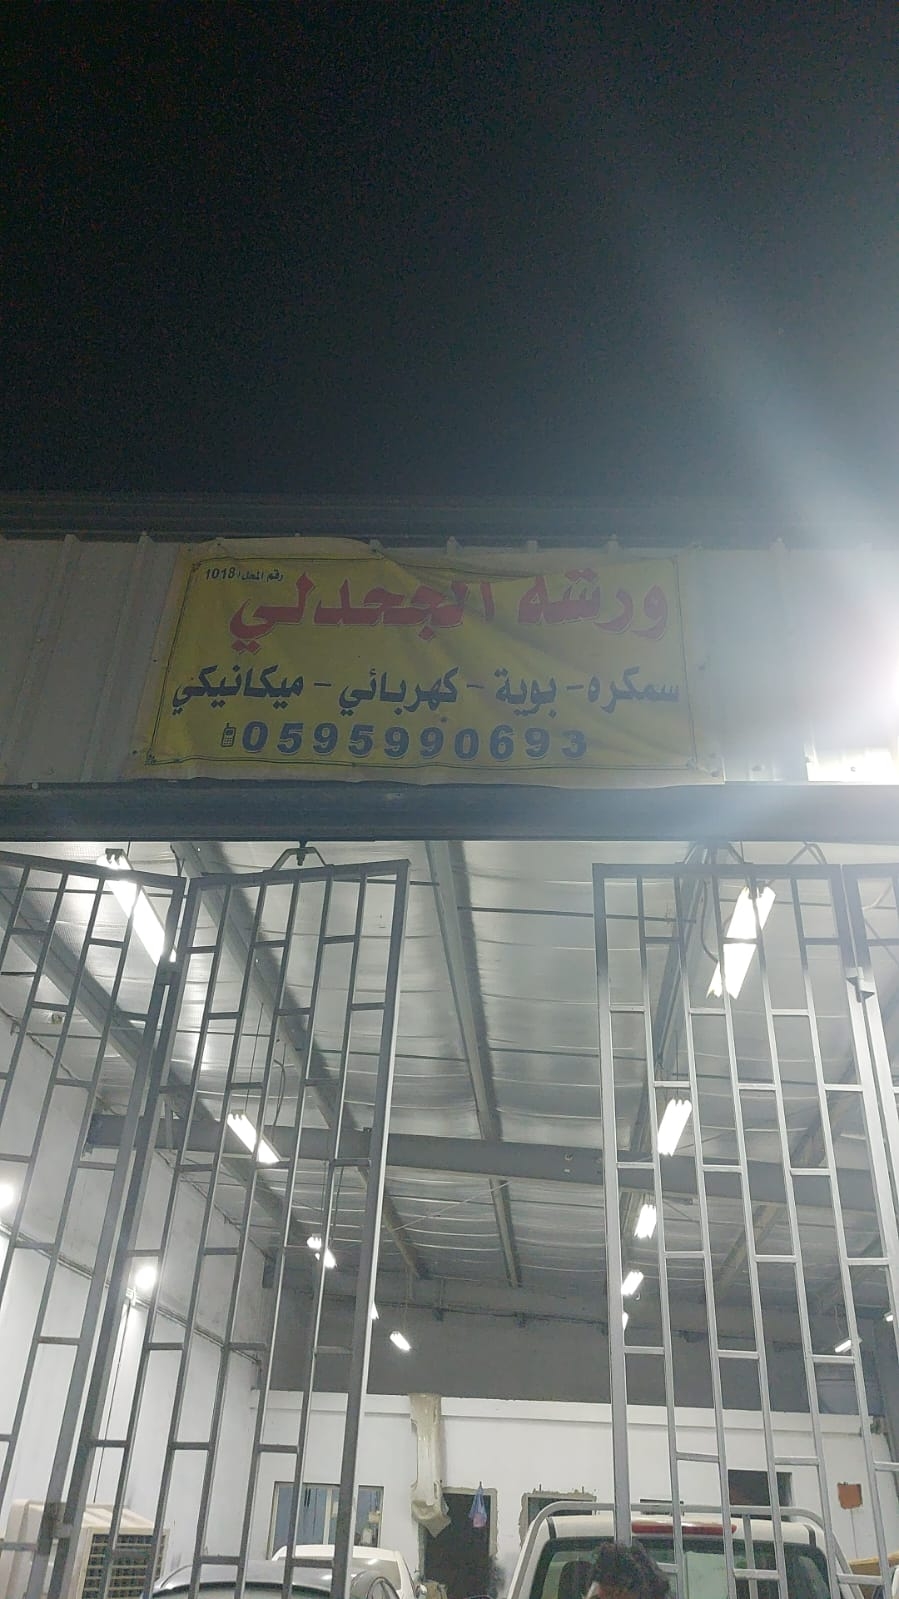 رقم المحل: 1018
ورشه الجحدلي
سمكره - بوية - كهربائي - ميكانيكي
0595990693